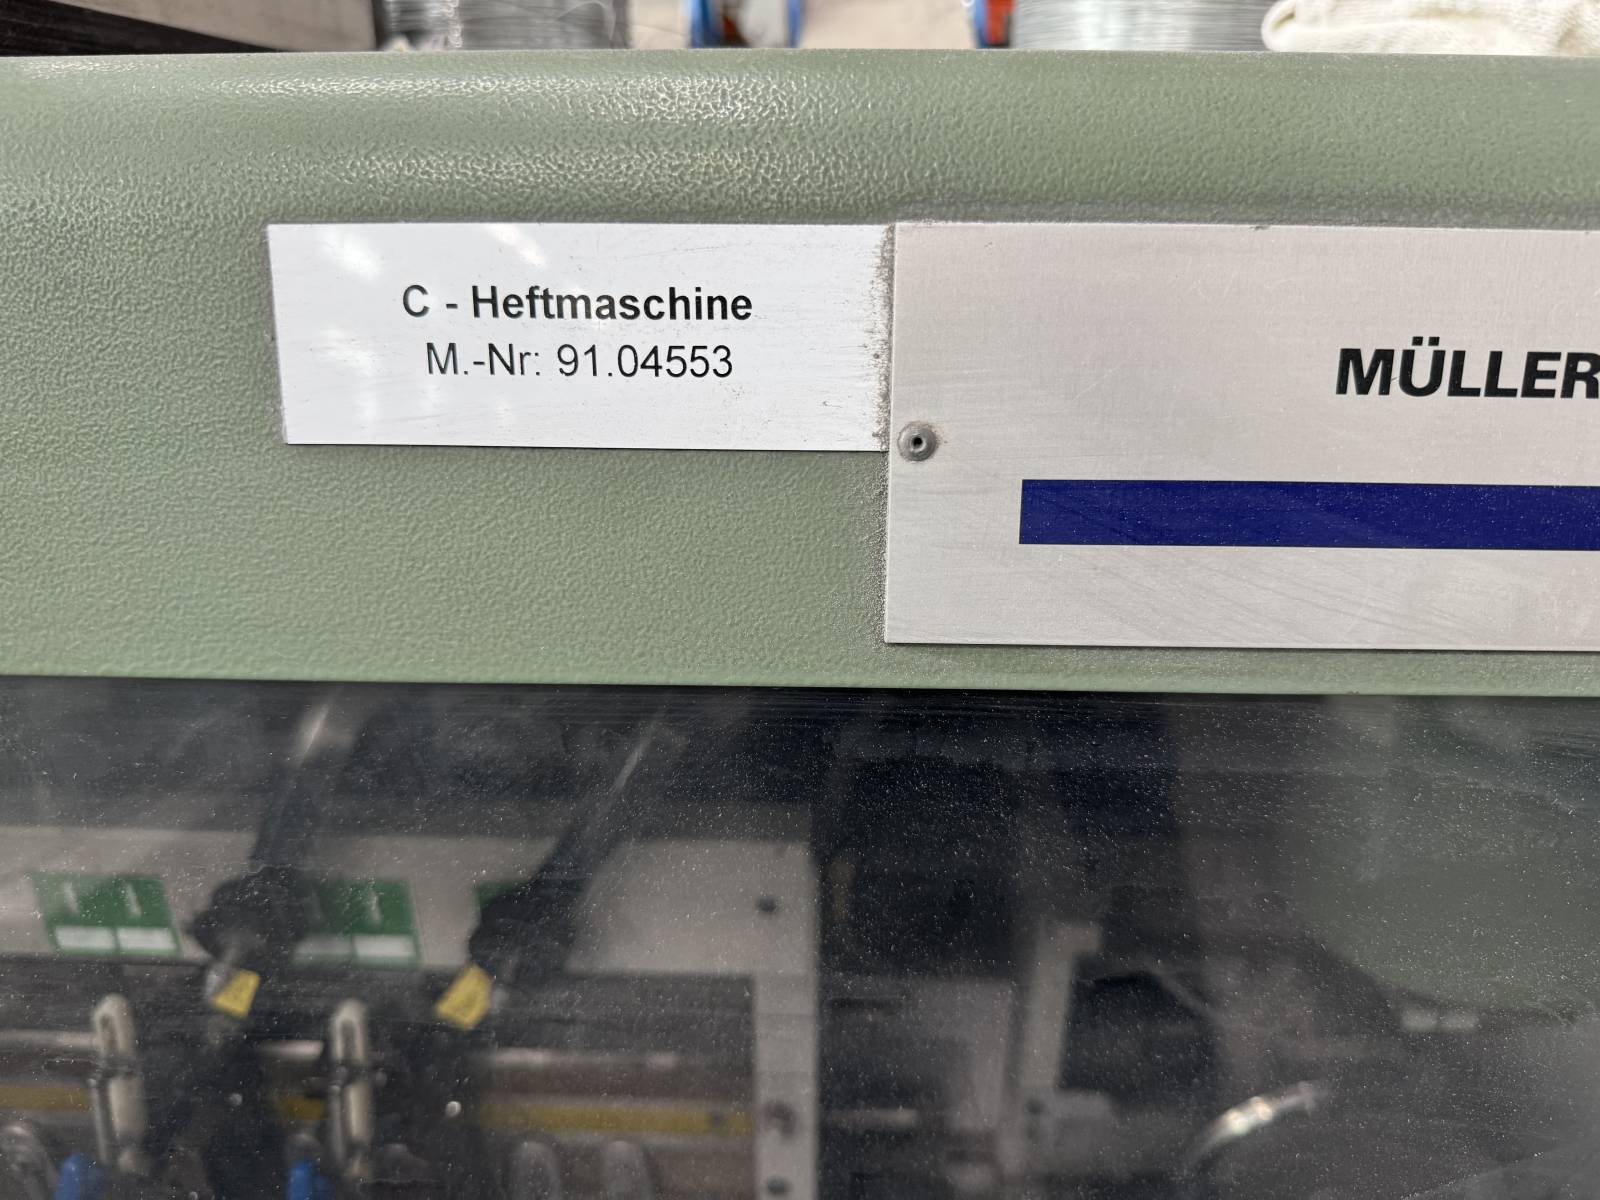 C - Heftmaschine
M.-Nr: 91.04553
MÜLLER